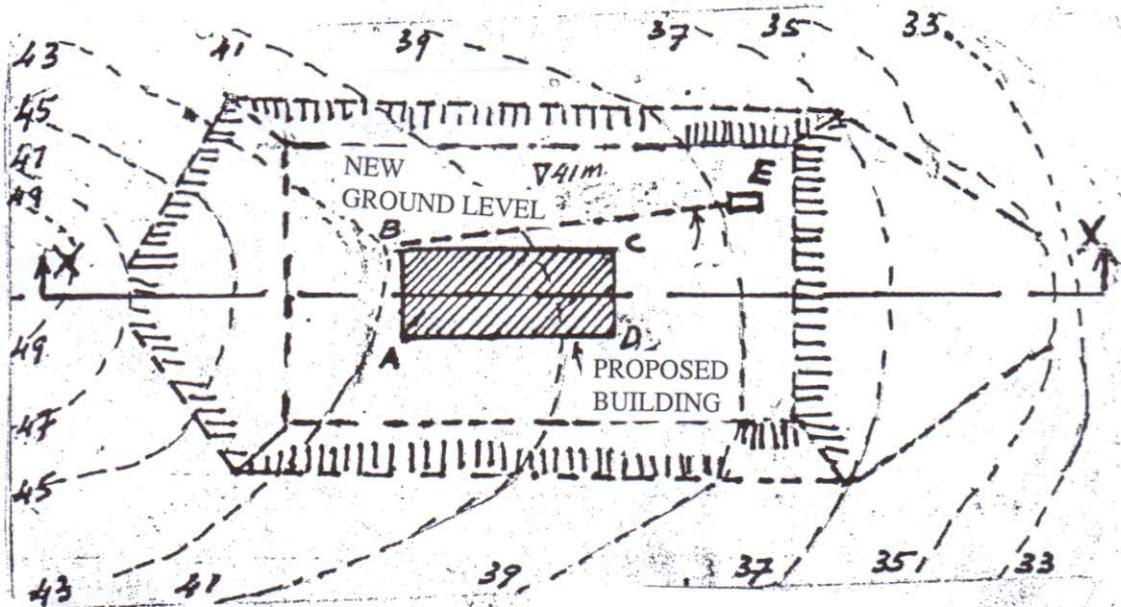 43 41 39 37 35 33
45
47
49
NEW
GROUND LEVEL
▽41m
E
B C
X X
49
A D
PROPOSED
BUILDING
47
45
43 41 39 37 35 33